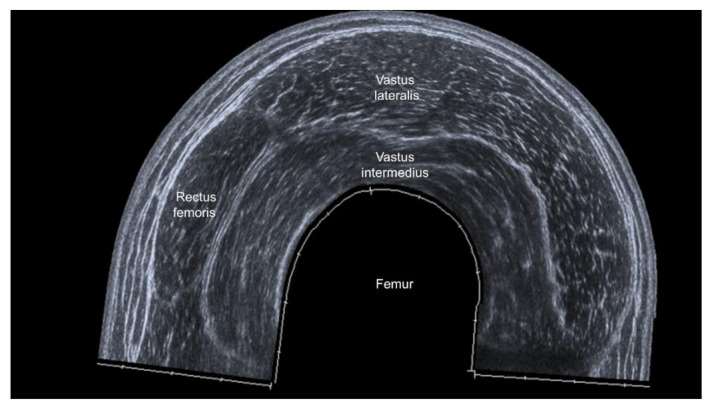 Vastus
lateralis
Vastus
intermedius
Rectus
femoris
Femur